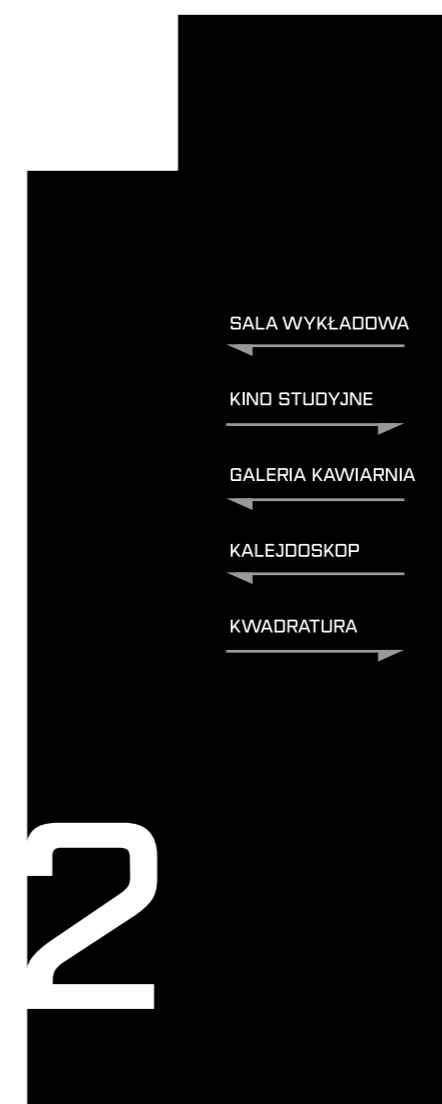 SALA WYKŁADOWA
KINO STUDYJNE
GALERIA KAWIARNIA
KALEJDOSKOP
KWADRATURA
2